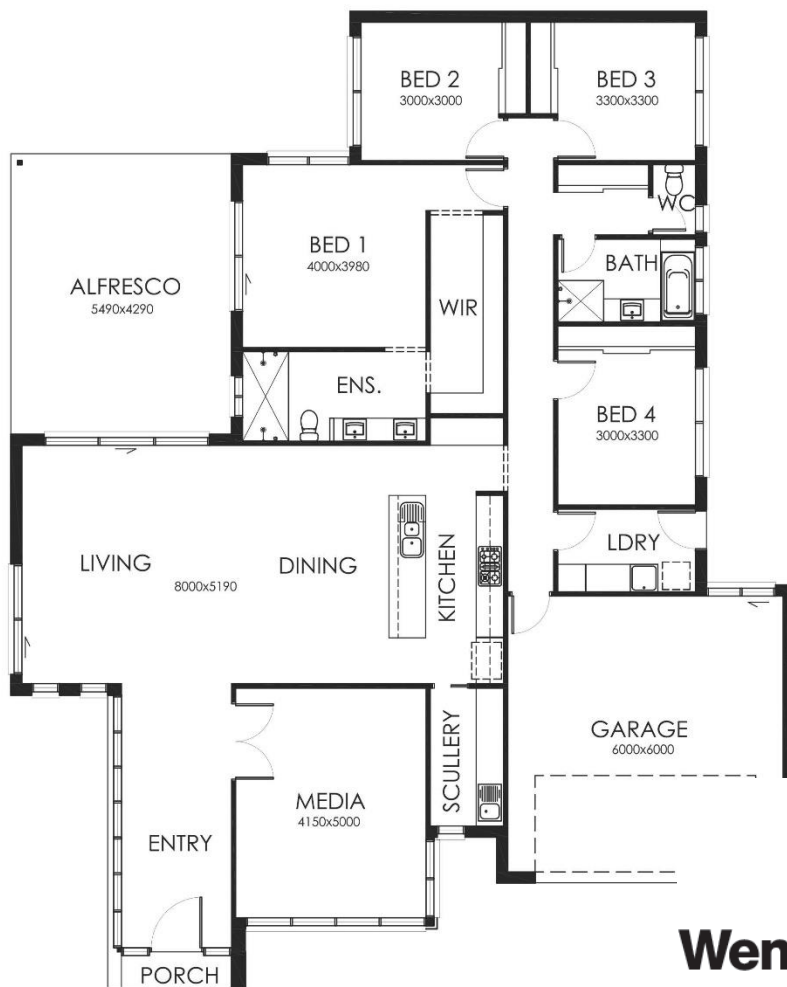 BED 2
3000x3000
BED 3
3300x3300
WC
BED 1
4000x3980
BATH
ALFRESCO
5490x4290
WIR
ENS.
BED 4
3000x3300
LIVING
DINING
8000x5190
KITCHEN
LDRY
GARAGE
6000x6000
SCULLERY
MEDIA
4150x5000
ENTRY
PORCH
Wen